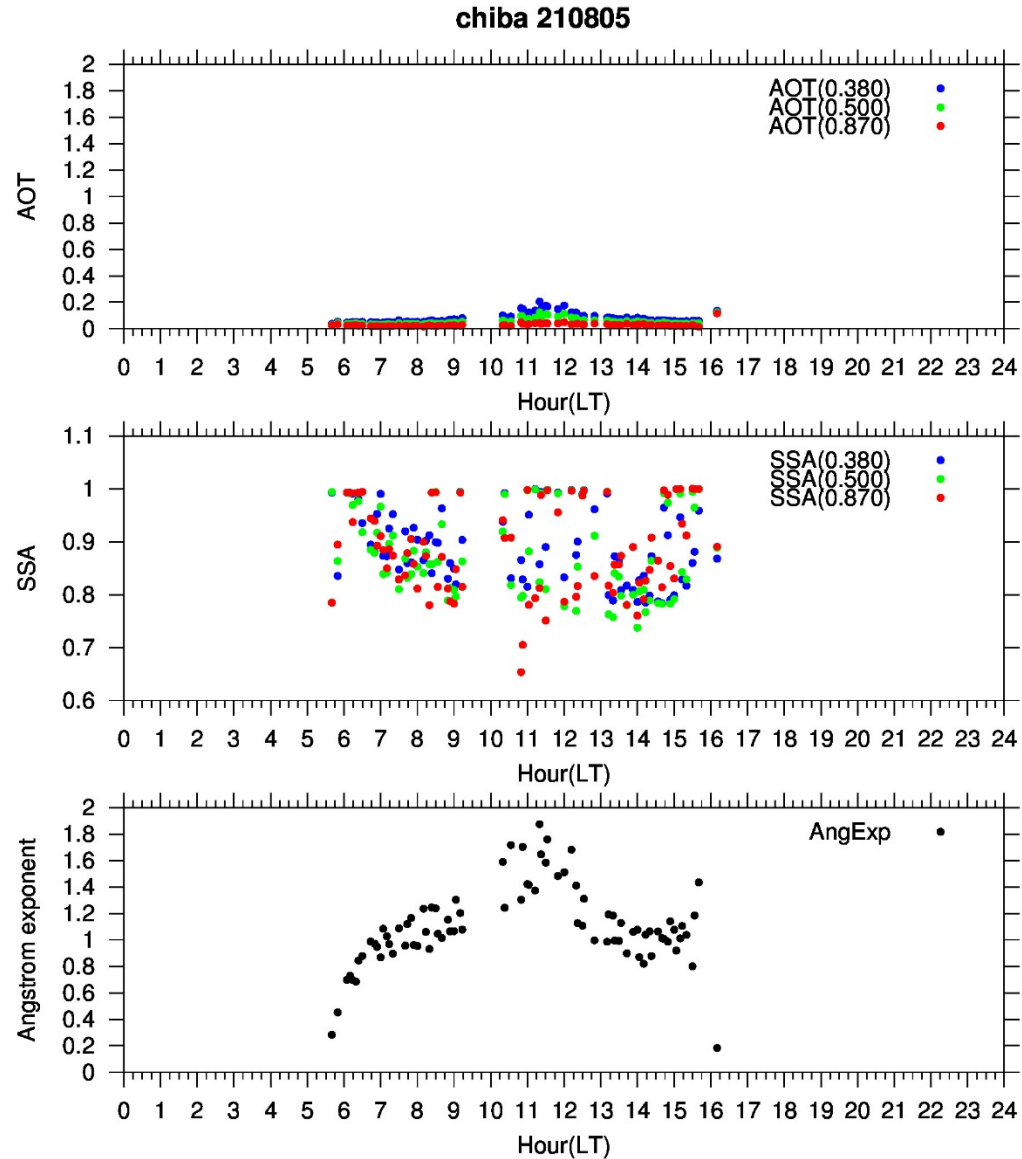 chiba 210805
2
1.8
1.6
1.4
1.2
1
0.8
0.6
0.4
0.2
0
AOT
AOT(0.380)
AOT(0.500)
AOT(0.870)
0 1 2 3 4 5 6 7 8 9 10 11 12 13 14 15 16 17 18 19 20 21 22 23 24
Hour(LT)
1.1
1
0.9
0.8
0.7
0.6
SSA
SSA(0.380)
SSA(0.500)
SSA(0.870)
0 1 2 3 4 5 6 7 8 9 10 11 12 13 14 15 16 17 18 19 20 21 22 23 24
Hour(LT)
2
1.8
1.6
1.4
1.2
1
0.8
0.6
0.4
0.2
0
Angstrom exponent
AngExp
0 1 2 3 4 5 6 7 8 9 10 11 12 13 14 15 16 17 18 19 20 21 22 23 24
Hour(LT)